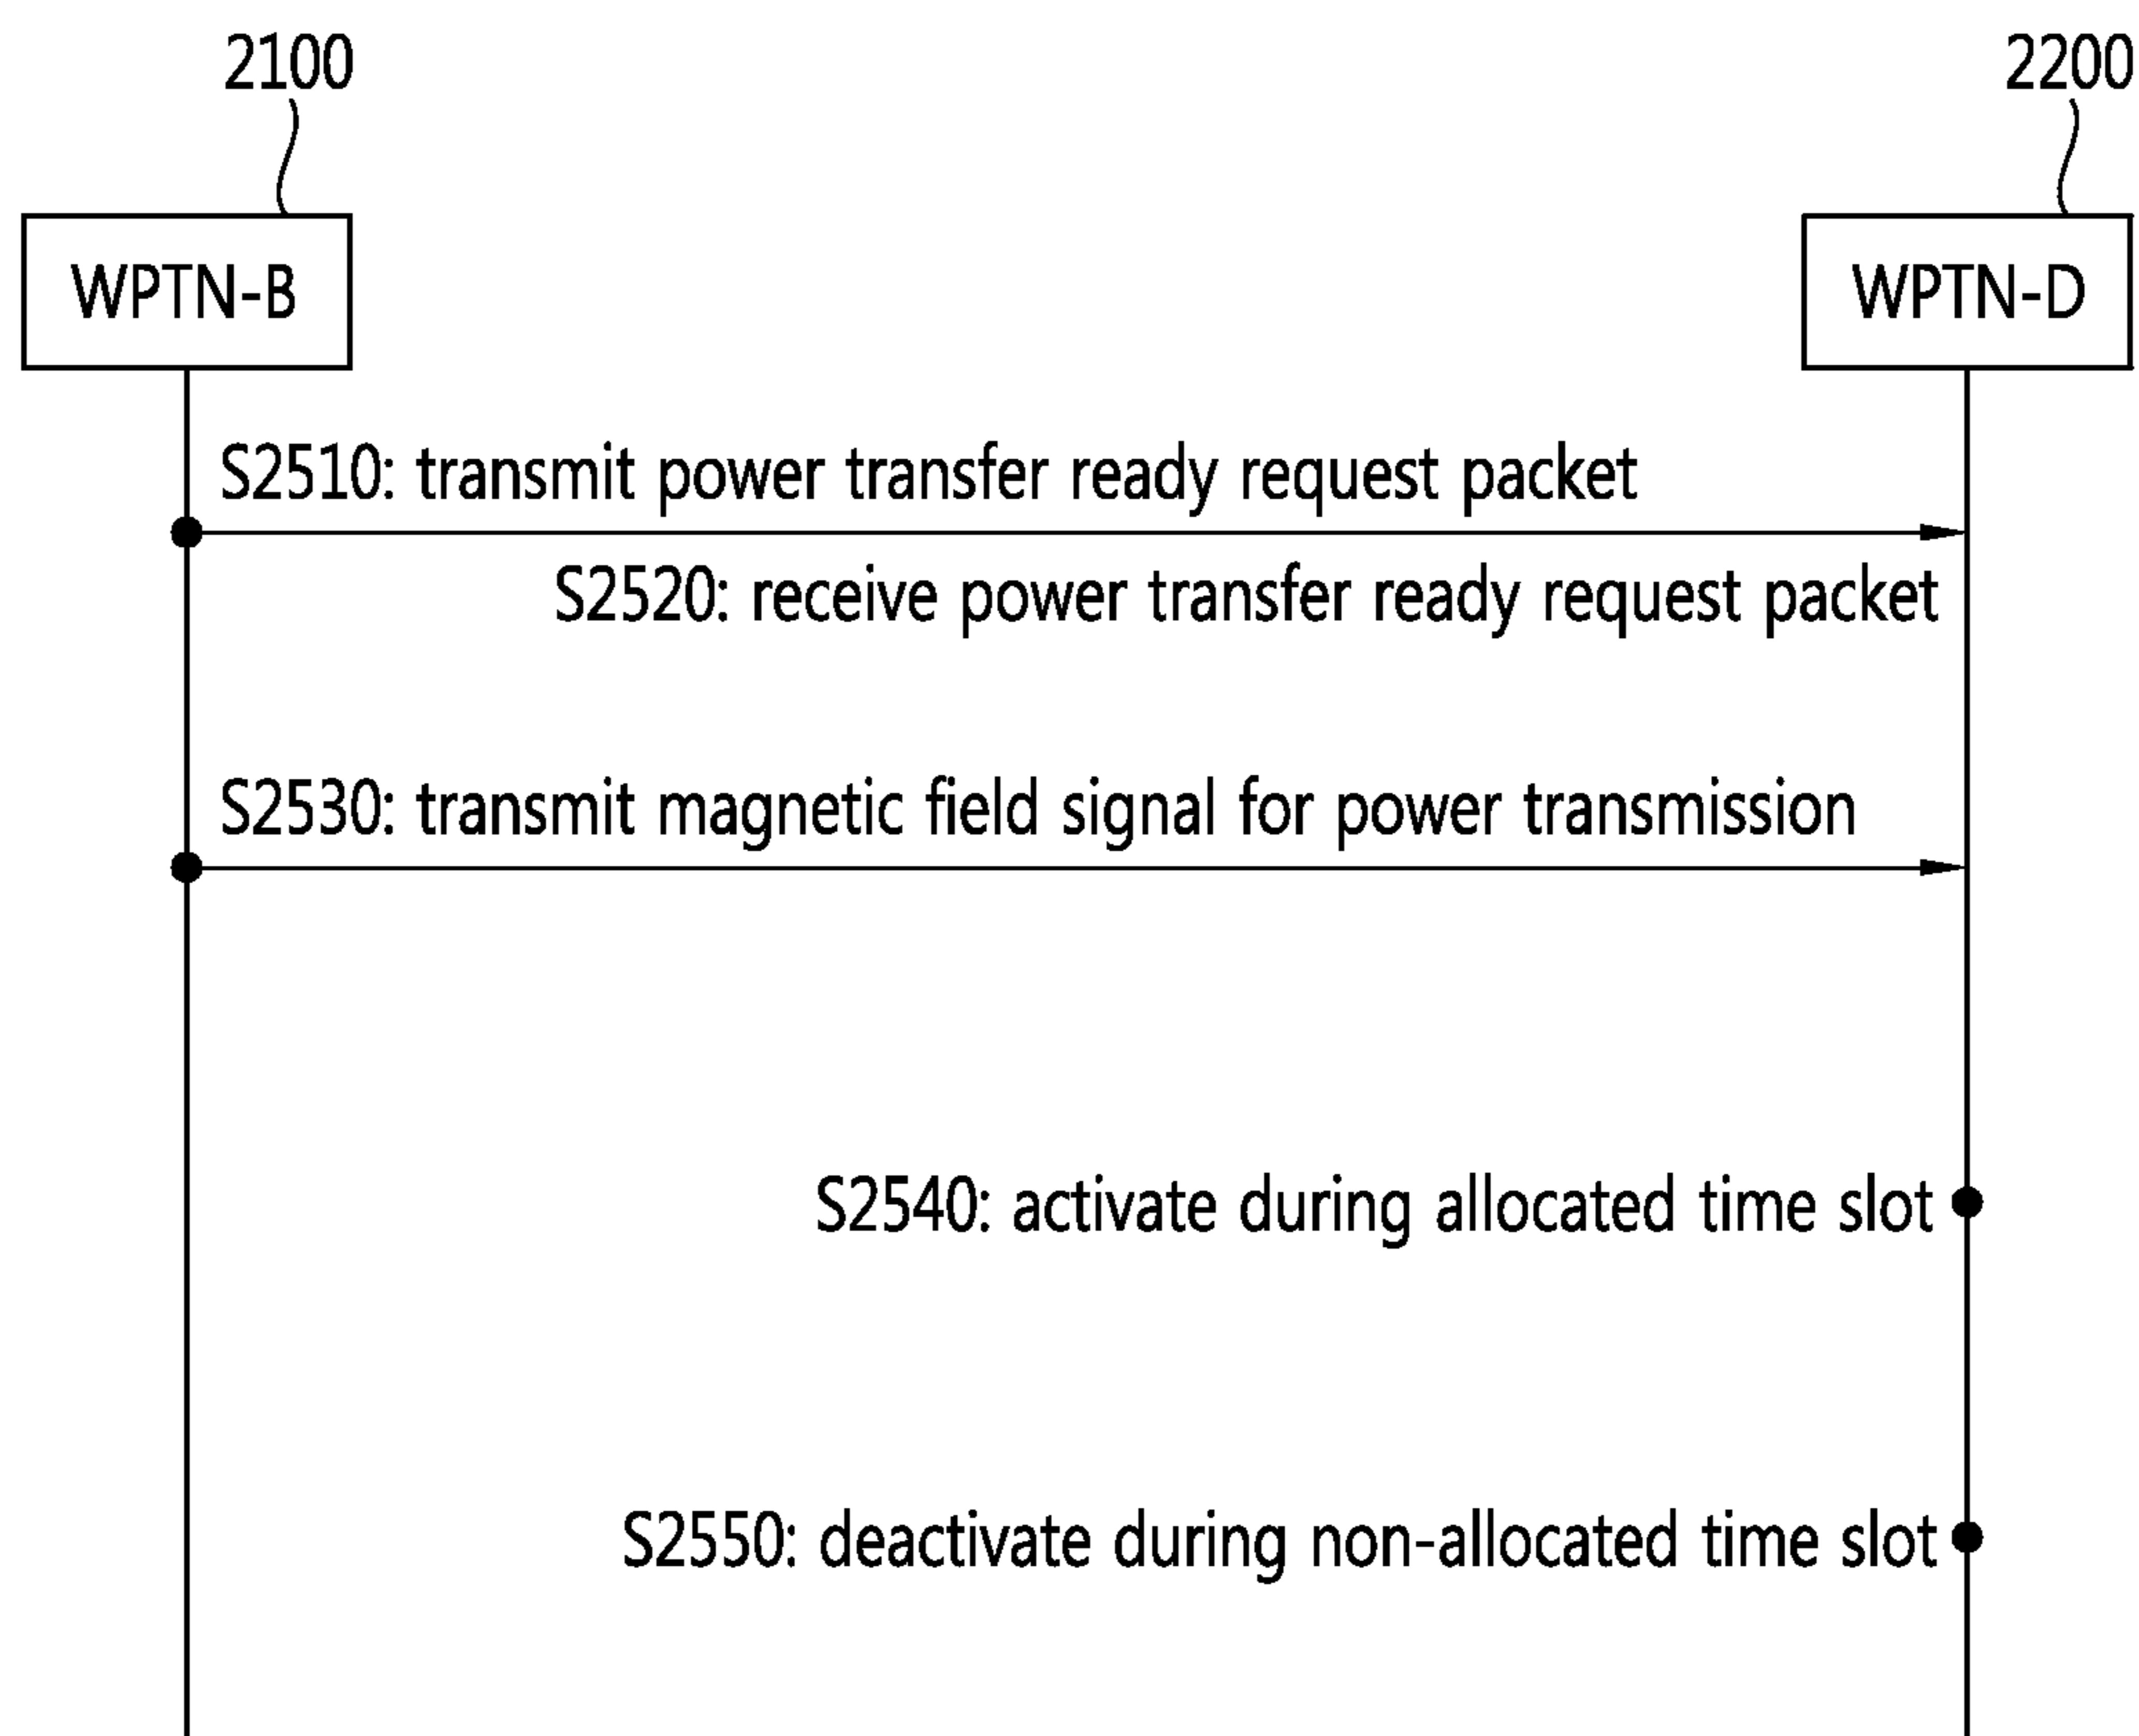 2100
2200
WPTN-B
WPTN-D
S2510: transmit power transfer ready request packet
S2520: receive power transfer ready request packet
S2530: transmit magnetic field signal for power transmission
S2540: activate during allocated time slot
S2550: deactivate during non-allocated time slot